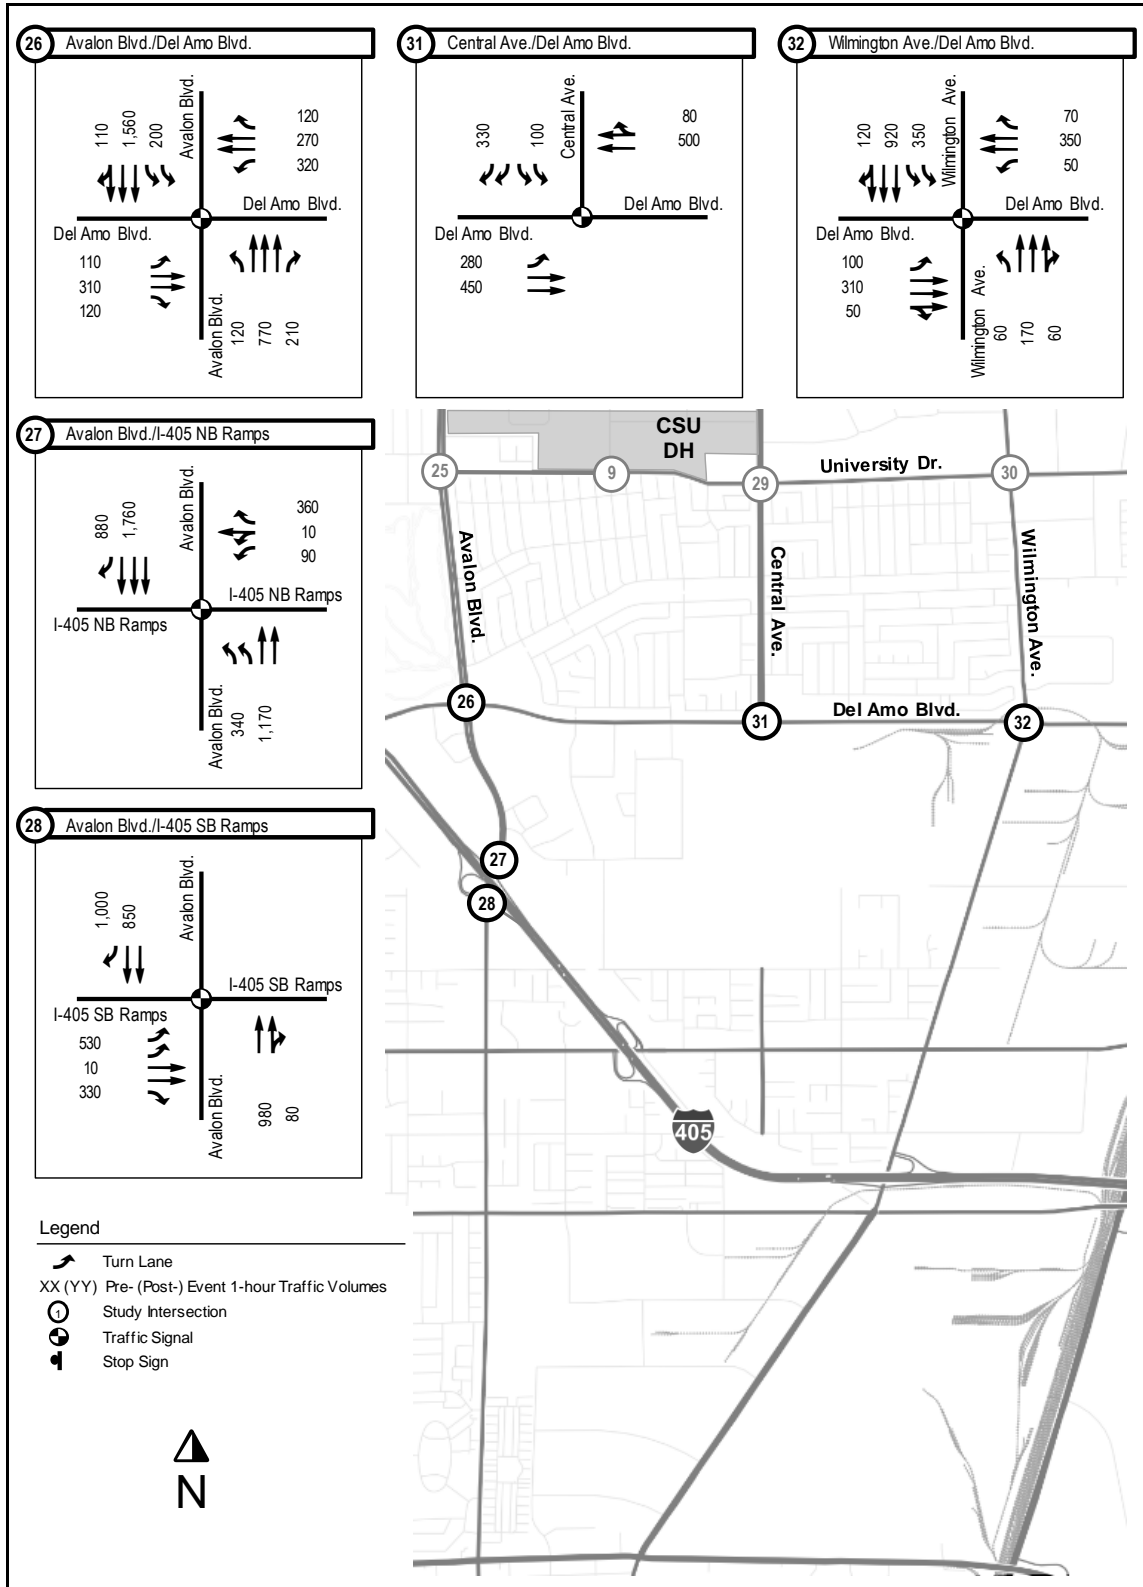 26 Avalon Blvd./Del Amo Blvd.
110
1,560
200
Avalon Blvd.
120
270
320
Del Amo Blvd.
Del Amo Blvd.
110
310
120
Avalon Blvd.
120
770
210
31 Central Ave./Del Amo Blvd.
330
100
Central Ave.
80
500
Del Amo Blvd.
Del Amo Blvd.
280
450
32 Wilmington Ave./Del Amo Blvd.
120
920
350
Wilmington Ave.
70
350
50
Del Amo Blvd.
Del Amo Blvd.
100
310
50
Wilmington Ave.
60
170
60
27 Avalon Blvd./I-405 NB Ramps
880
1,760
Avalon Blvd.
360
10
90
I-405 NB Ramps
I-405 NB Ramps
Avalon Blvd.
340
1,170
28 Avalon Blvd./I-405 SB Ramps
1,000
850
Avalon Blvd.
I-405 SB Ramps
I-405 SB Ramps
530
10
330
Avalon Blvd.
980
80
CSU
DH
25
9
29
University Dr.
30
Avalon Blvd.
Central Ave.
Wilmington Ave.
26
31
Del Amo Blvd.
32
27
28
405
Legend
Turn Lane
XX (YY) Pre- (Post-) Event 1-hour Traffic Volumes
1 Study Intersection
Traffic Signal
Stop Sign
N